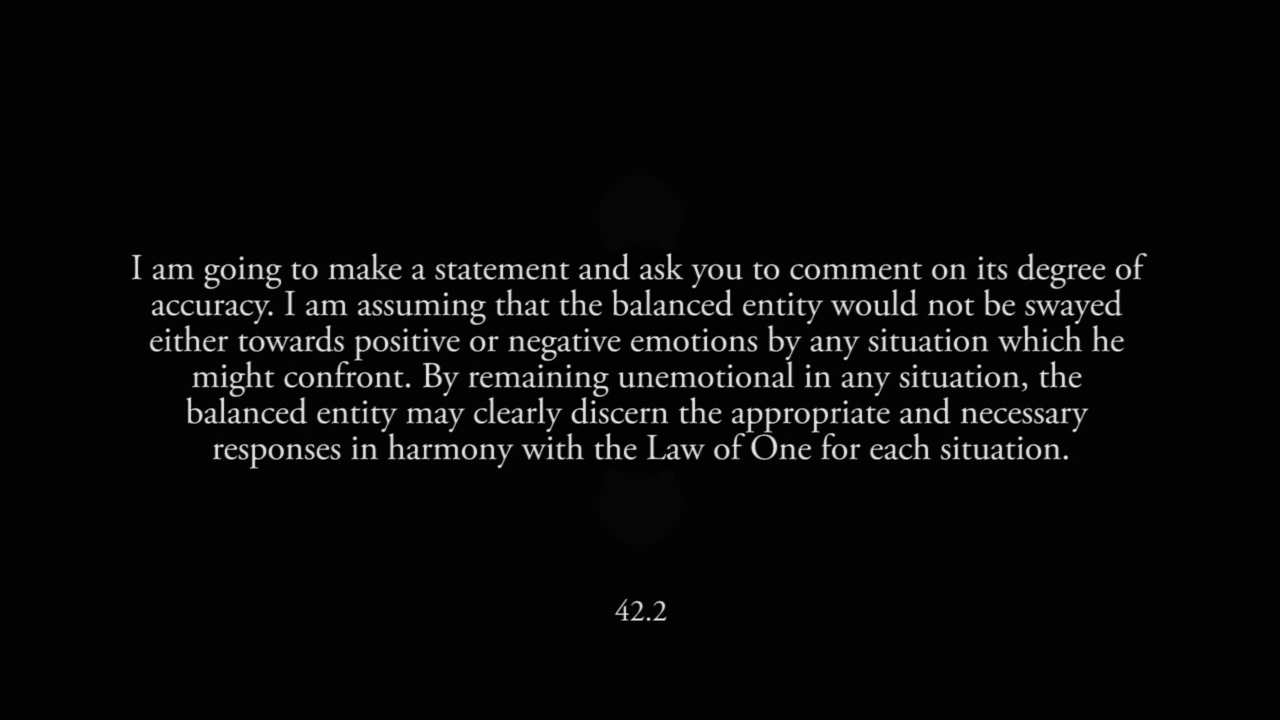 I am going to make a statement and ask you to comment on its degree of
accuracy. I am assuming that the balanced entity would not be swayed
either towards positive or negative emotions by any situation which he
might confront. By remaining unemotional in any situation, the
balanced entity may clearly discern the appropriate and necessary
responses in harmony with the Law of One for each situation.
42.2